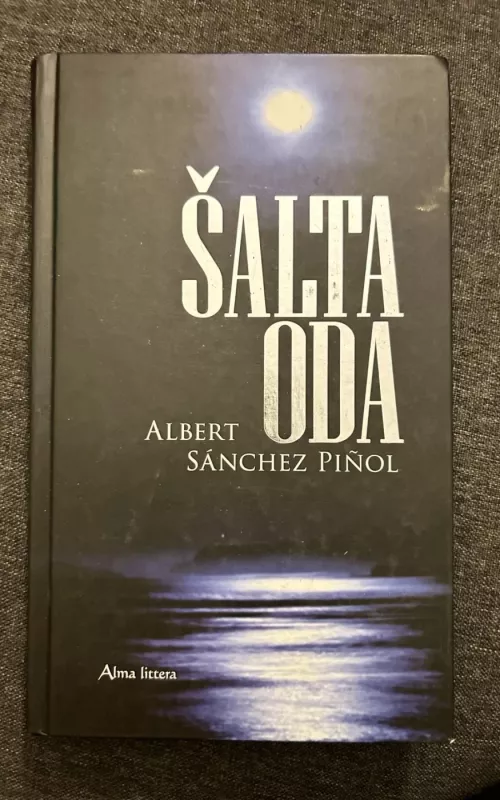 ŠALTA
ODA
ALBERT
SÁNCHEZ PIÑOL
Alma littera